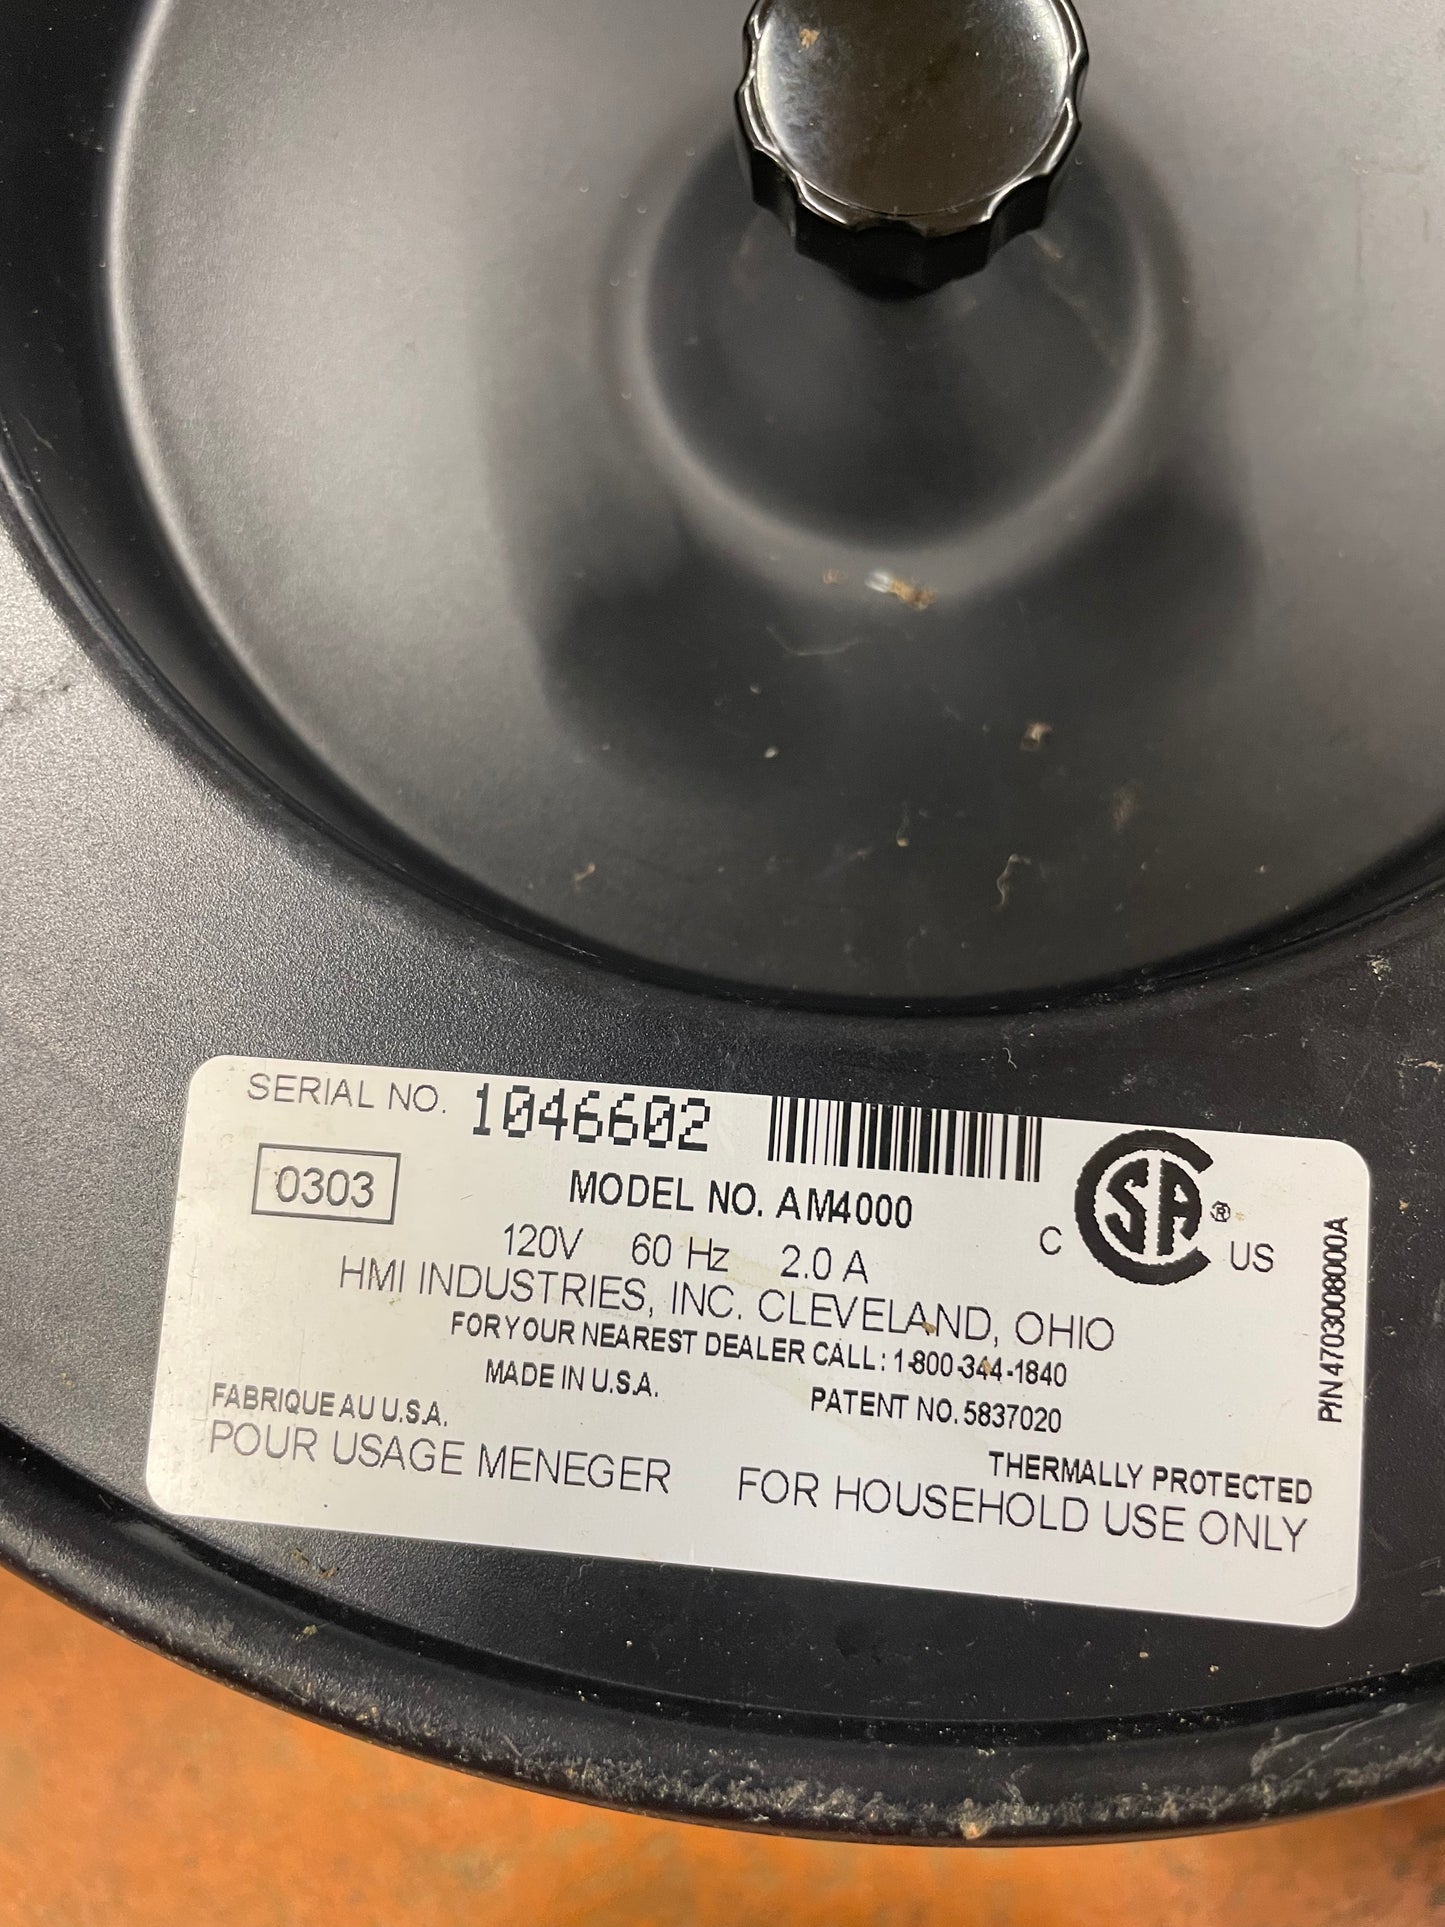 SERIAL NO. 1046602
0303
MODEL NO. AM4000
120V 60 Hz 2.0 A
C SA® US
HMI INDUSTRIES, INC. CLEVELAND, OHIO
FOR YOUR NEAREST DEALER CALL: 1-800-344-1840
MADE IN U.S.A.
PATENT NO. 5837020
FABRIQUE AU U.S.A.
POUR USAGE MENEGER
THERMALLY PROTECTED
FOR HOUSEHOLD USE ONLY
P/N 4703008000A